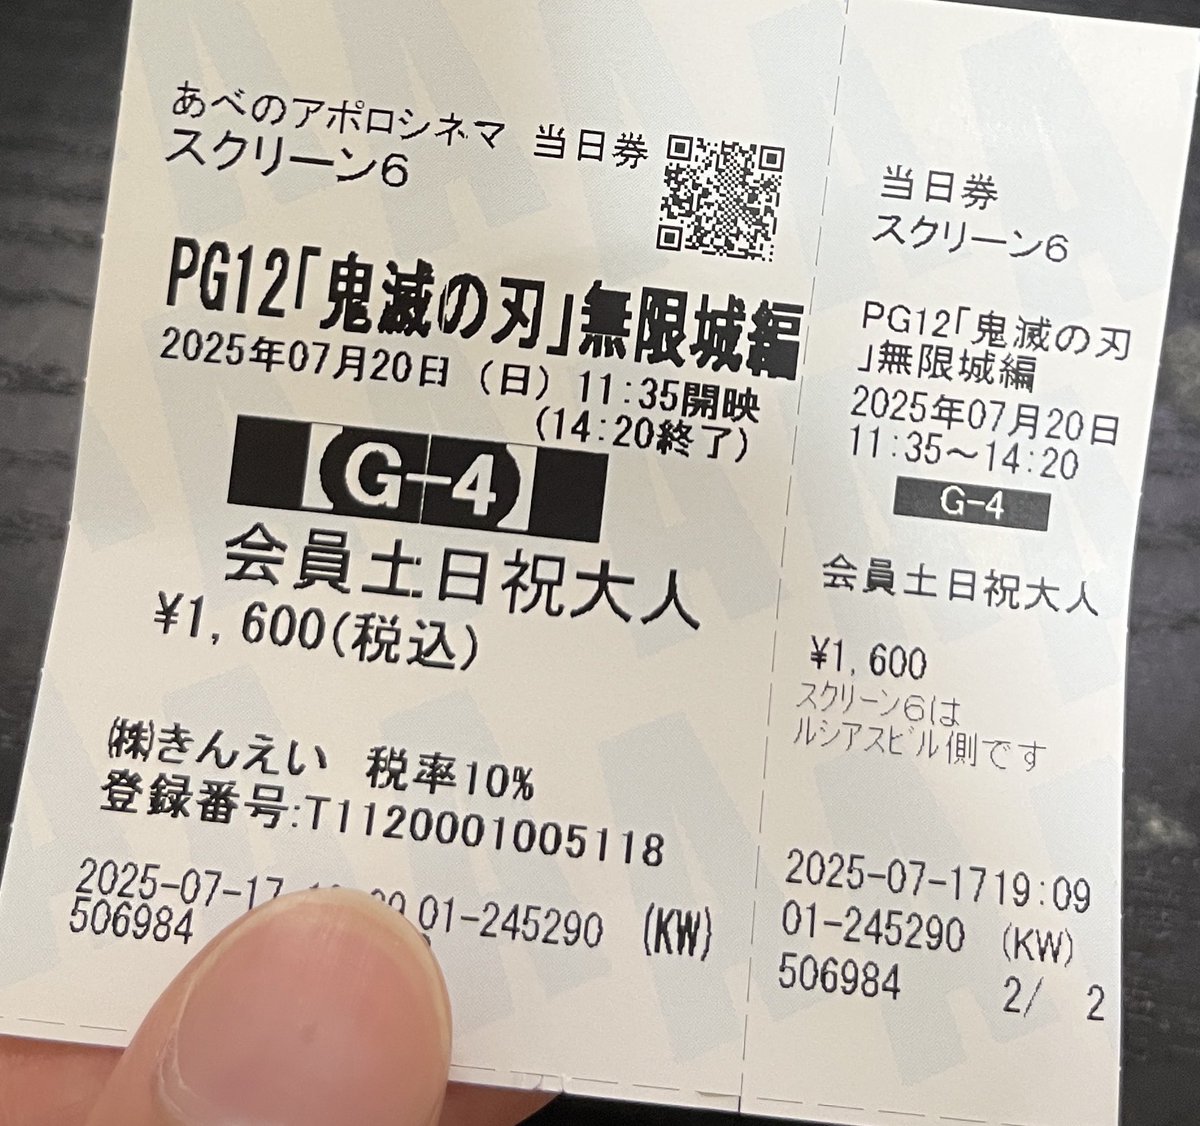 あべのアポロシネマ 当日券
スクリーン6
PG12「鬼滅の刃」無限城編
2025年07月20日(日)11:35開映
(14:20終了)
【G-4】
会員土日祝大人
¥1,600(税込)
㈱きんえい 税率10%
登録番号:T1120001005118
2025-07-17 01-245290 (KW)
506984
当日券
スクリーン6
PG12「鬼滅の刃
」無限城編
2025年07月20日
11:35～14:20
G-4
会員土日祝大人
¥1,600
スクリーン6は
ルシアスビル側です
2025-07-17 19:09
01-245290 (KW)
506984 2/ 2